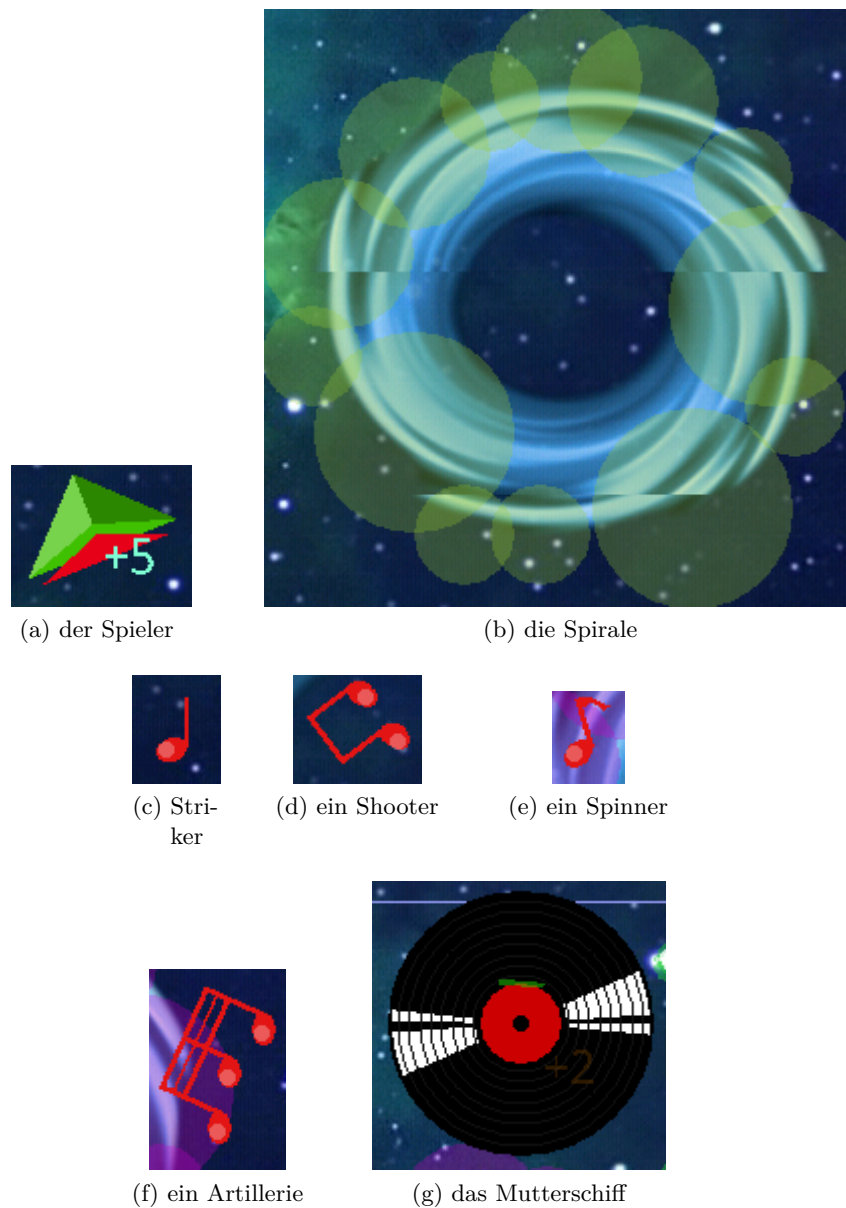 +5
(a) der Spieler
(b) die Spirale
(c) Stri-
ker
(d) ein Shooter
(e) ein Spinner
+2
(f) ein Artillerie
(g) das Mutterschiff